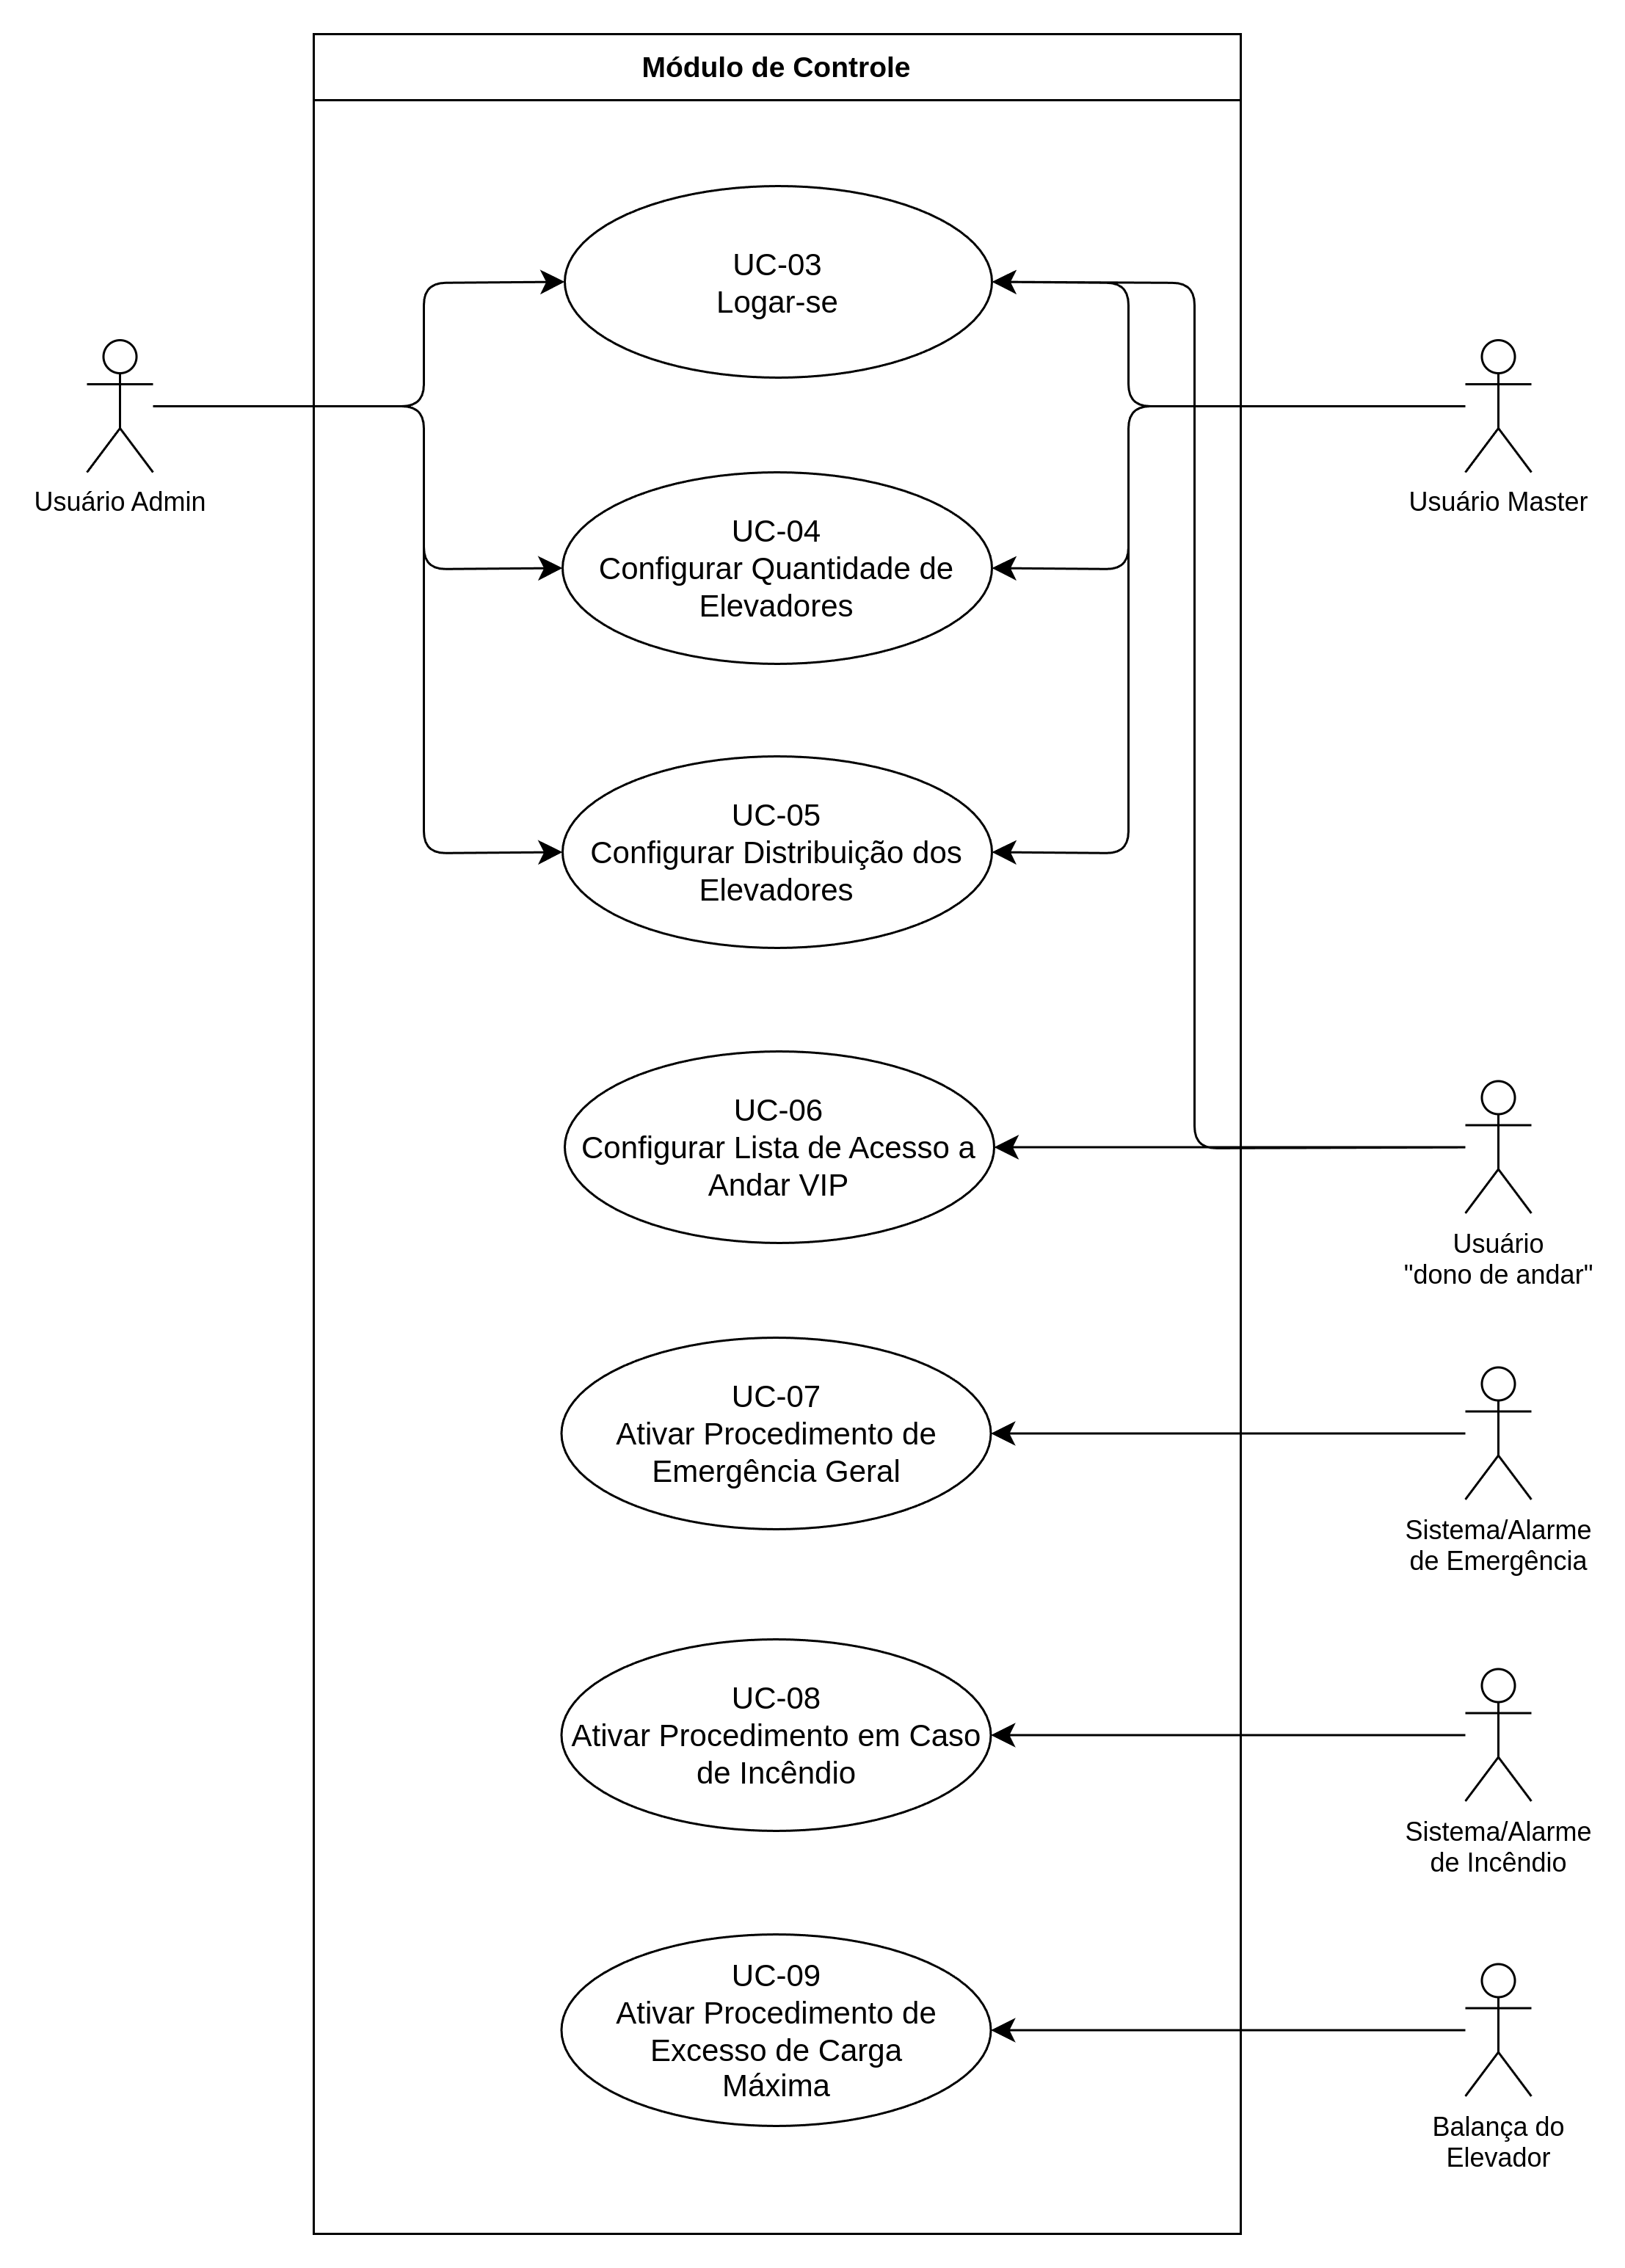 Módulo de Controle
UC-03
Logar-se
Usuário Admin
Usuário Master
UC-04
Configurar Quantidade de
Elevadores
UC-05
Configurar Distribuição dos
Elevadores
UC-06
Configurar Lista de Acesso a
Andar VIP
Usuário
"dono de andar"
UC-07
Ativar Procedimento de
Emergência Geral
Sistema/Alarme
de Emergência
UC-08
Ativar Procedimento em Caso
de Incêndio
Sistema/Alarme
de Incêndio
UC-09
Ativar Procedimento de
Excesso de Carga
Máxima
Balança do
Elevador